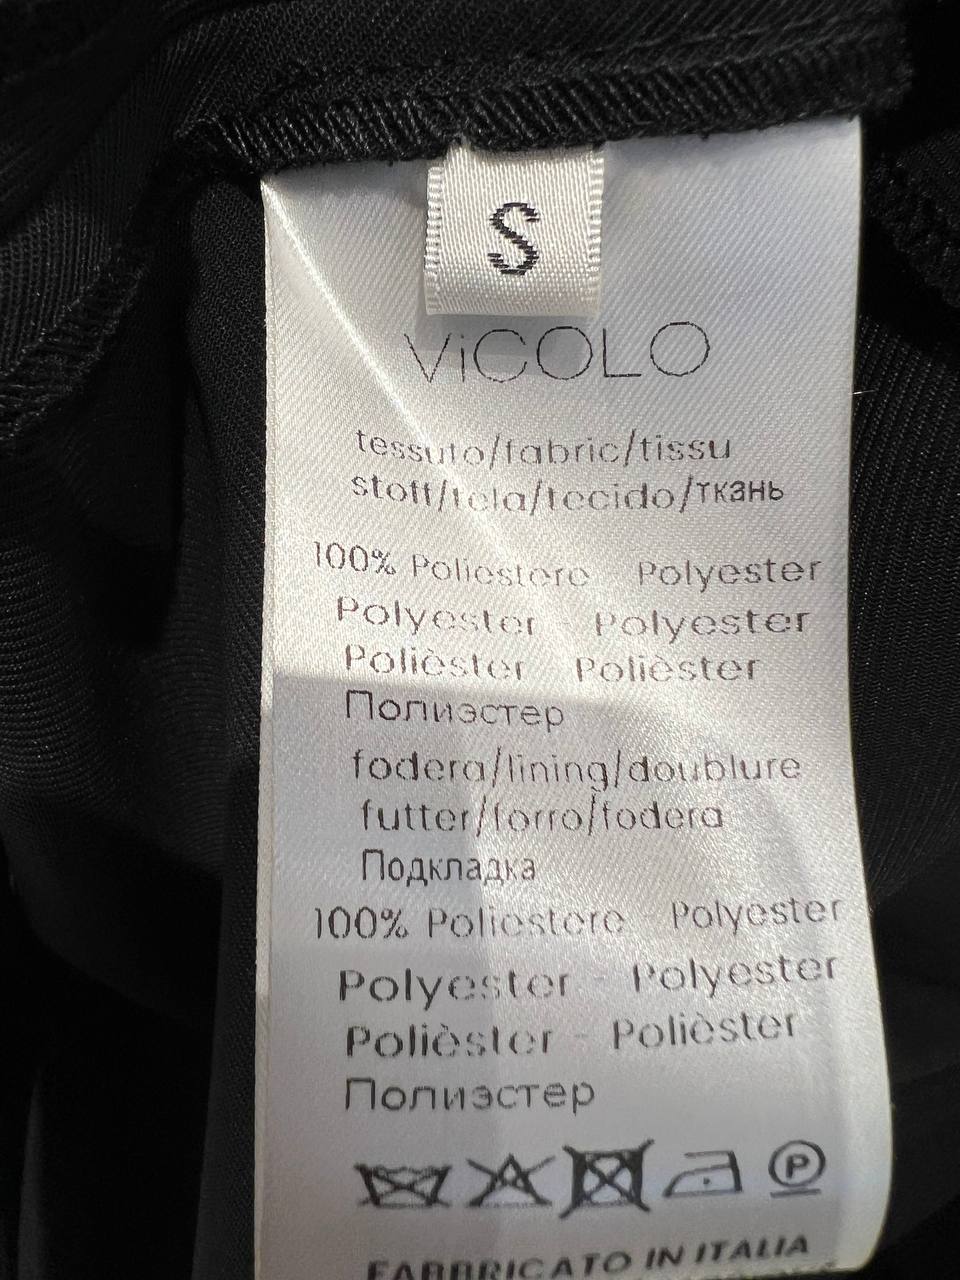 S
ViCOLO
tessuto/fabric/tissu
stoff/tela/tecido/ткань
100% Poliestere Polyester
Polyester - Polyester
Polièster Polièster
Полиэстер
fodera/lining/doublure
futter/forro/fodera
Подкладка
100% Poliestere - Polyester
Polyester - Polyester
Polièster - Polièster
Полиэстер
P
FABBRICATO IN ITALIA